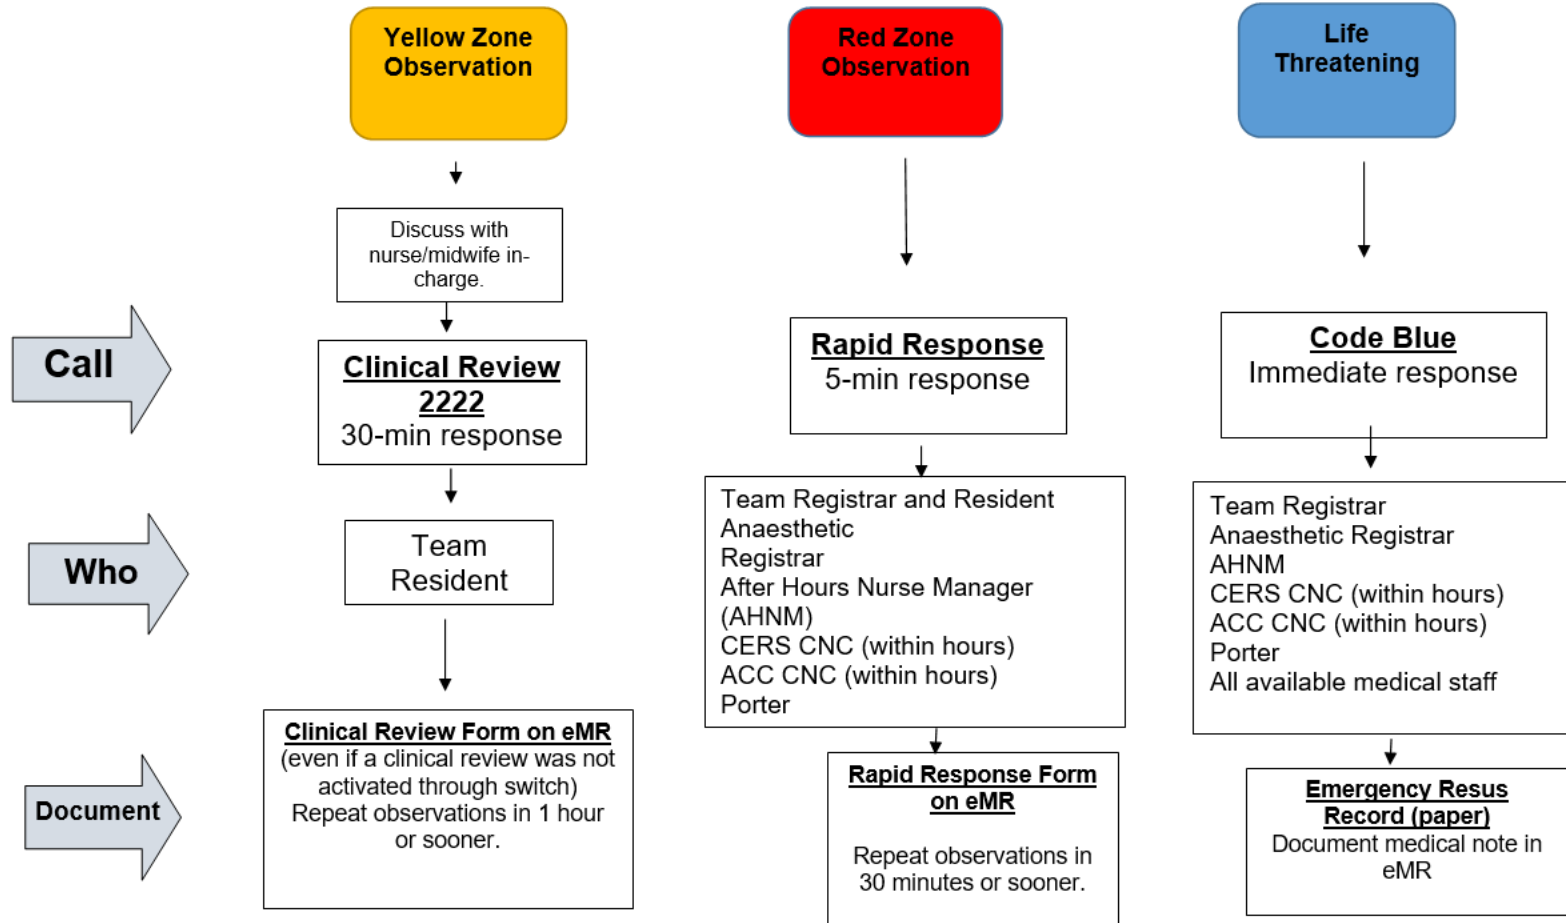 Yellow Zone
Observation
Red Zone
Observation
Life
Threatening
Discuss with
nurse/midwife in-
charge.
Call
Clinical Review
2222
30-min response
Rapid Response
5-min response
Code Blue
Immediate response
Who
Team
Resident
Team Registrar and Resident
Anaesthetic
Registrar
After Hours Nurse Manager
(AHNM)
CERS CNC (within hours)
ACC CNC (within hours)
Porter
Team Registrar
Anaesthetic Registrar
AHNM
CERS CNC (within hours)
ACC CNC (within hours)
Porter
All available medical staff
Document
Clinical Review Form on eMR
(even if a clinical review was not
activated through switch)
Repeat observations in 1 hour
or sooner.
Rapid Response Form
on eMR
Repeat observations in
30 minutes or sooner.
Emergency Resus
Record (paper)
Document medical note in
eMR